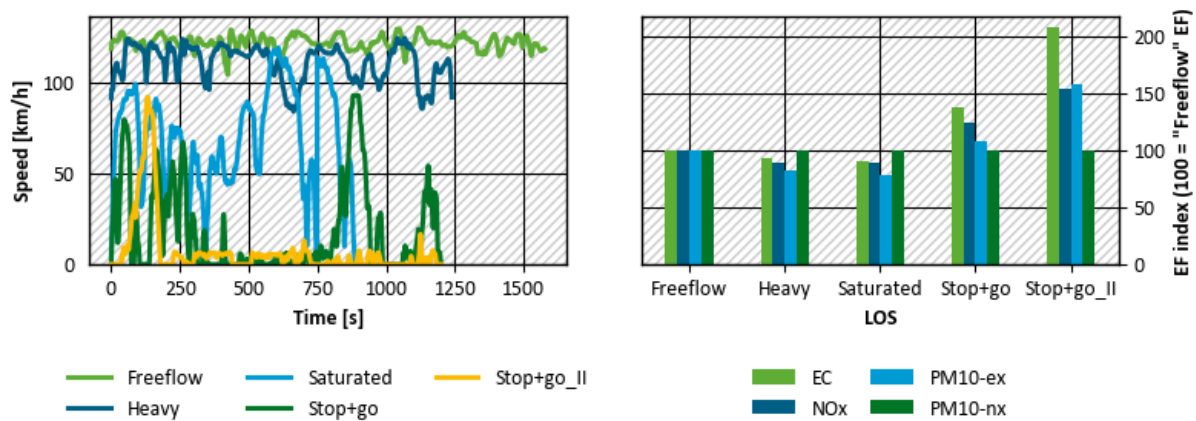 Speed [km/h]
100
50
0
0 250 500 750 1000 1250 1500
Time [s]
Freeflow
Saturated
Stop+go_II
Heavy
Stop+go
200
150
100
50
0
EF index (100 = "Freeflow" EF)
Freeflow Heavy Saturated Stop+go Stop+go_II
LOS
EC
PM10-ex
NOx
PM10-nx